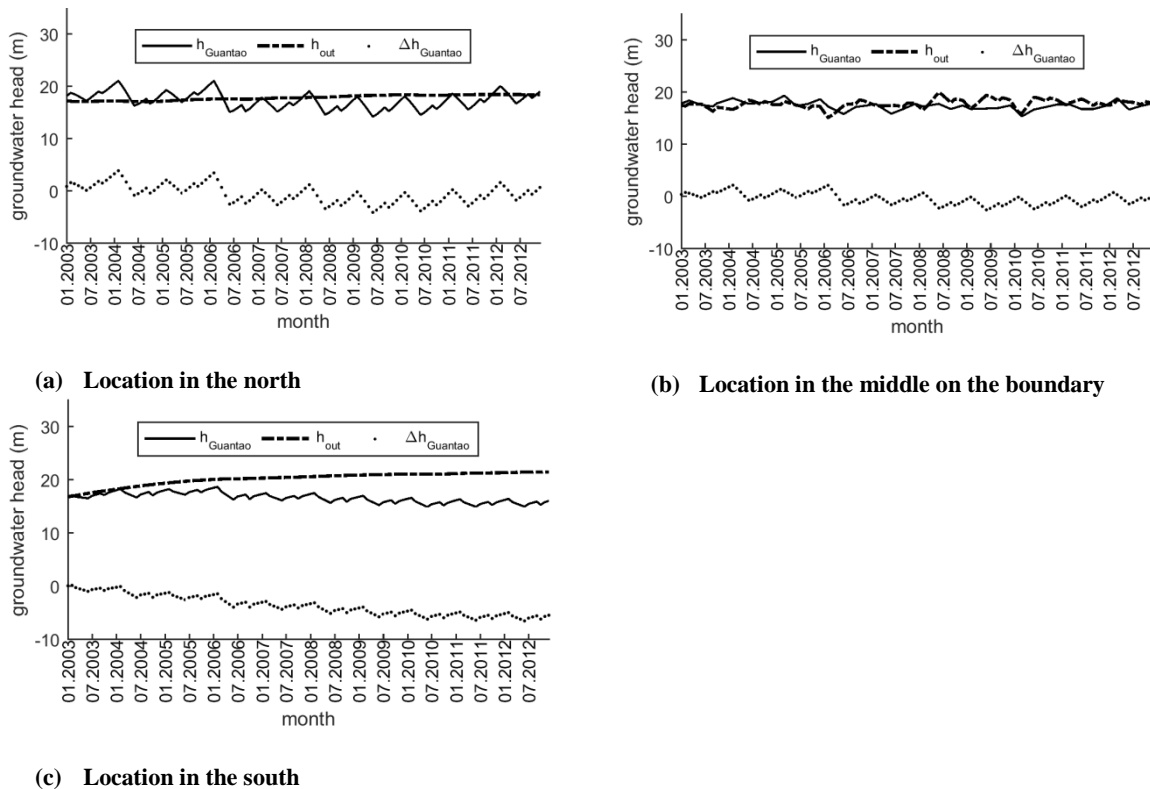 groundwater head (m)
30
20
10
0
-10
h_Guantao h_out Δh_Guantao
01.2003 07.2003 01.2004 07.2004 01.2005 07.2005 01.2006 07.2006 01.2007 07.2007 01.2008 07.2008 01.2009 07.2009 01.2010 07.2010 01.2011 07.2011 01.2012 07.2012
month
(a) Location in the north
groundwater head (m)
30
20
10
0
-10
h_Guantao h_out Δh_Guantao
01.2003 07.2003 01.2004 07.2004 01.2005 07.2005 01.2006 07.2006 01.2007 07.2007 01.2008 07.2008 01.2009 07.2009 01.2010 07.2010 01.2011 07.2011 01.2012 07.2012
month
(b) Location in the middle on the boundary
groundwater head (m)
30
20
10
0
-10
h_Guantao h_out Δh_Guantao
01.2003 07.2003 01.2004 07.2004 01.2005 07.2005 01.2006 07.2006 01.2007 07.2007 01.2008 07.2008 01.2009 07.2009 01.2010 07.2010 01.2011 07.2011 01.2012 07.2012
month
(c) Location in the south